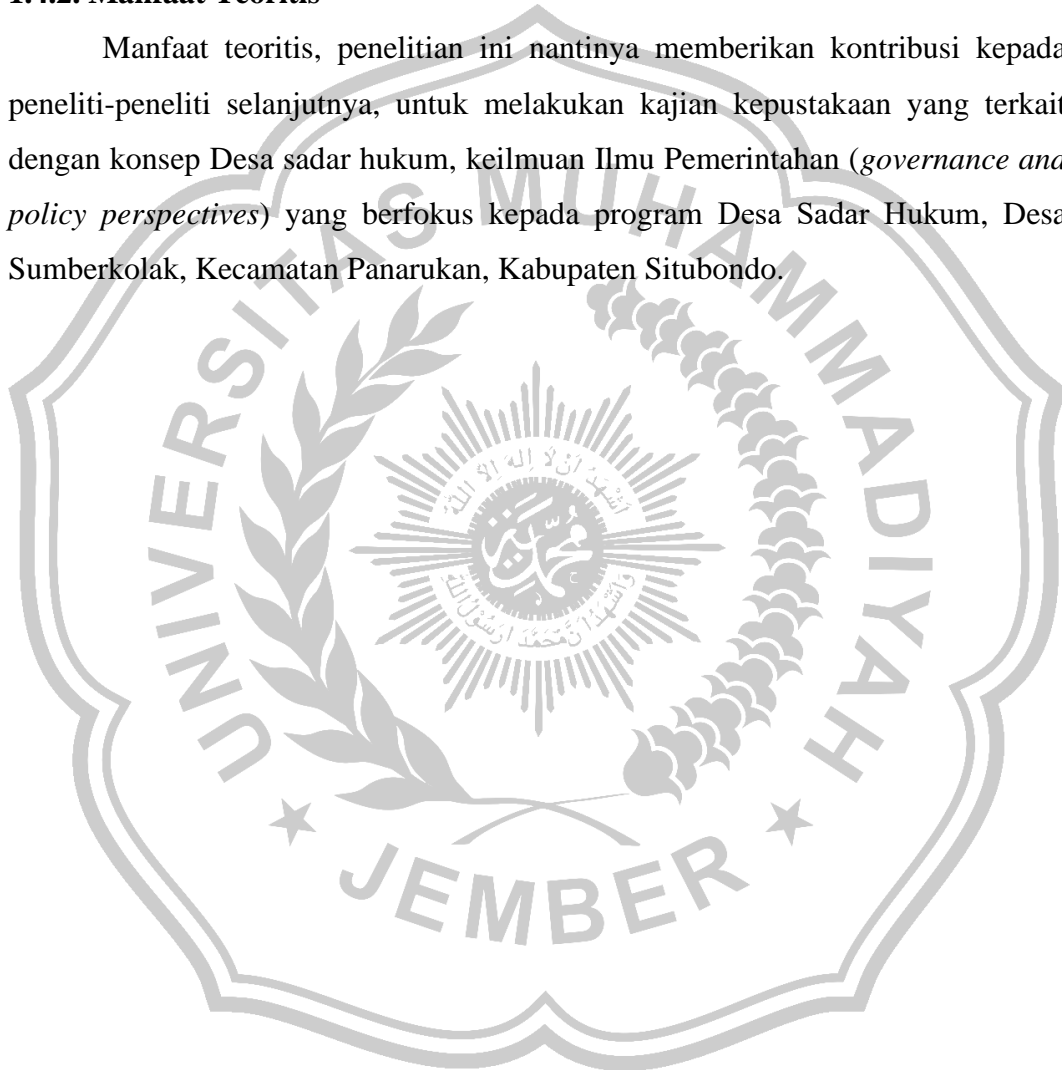 1.4.2. Manfaat Teoritis
Manfaat teoritis, penelitian ini nantinya memberikan kontribusi kepada
peneliti-peneliti selanjutnya, untuk melakukan kajian kepustakaan yang terkait
dengan konsep Desa sadar hukum, keilmuan Ilmu Pemerintahan (governance and
policy perspectives) yang berfokus kepada program Desa Sadar Hukum, Desa
Sumberkolak, Kecamatan Panarukan, Kabupaten Situbondo.
UNIVERSITAS MUHAMMADIYAH
JEMBER